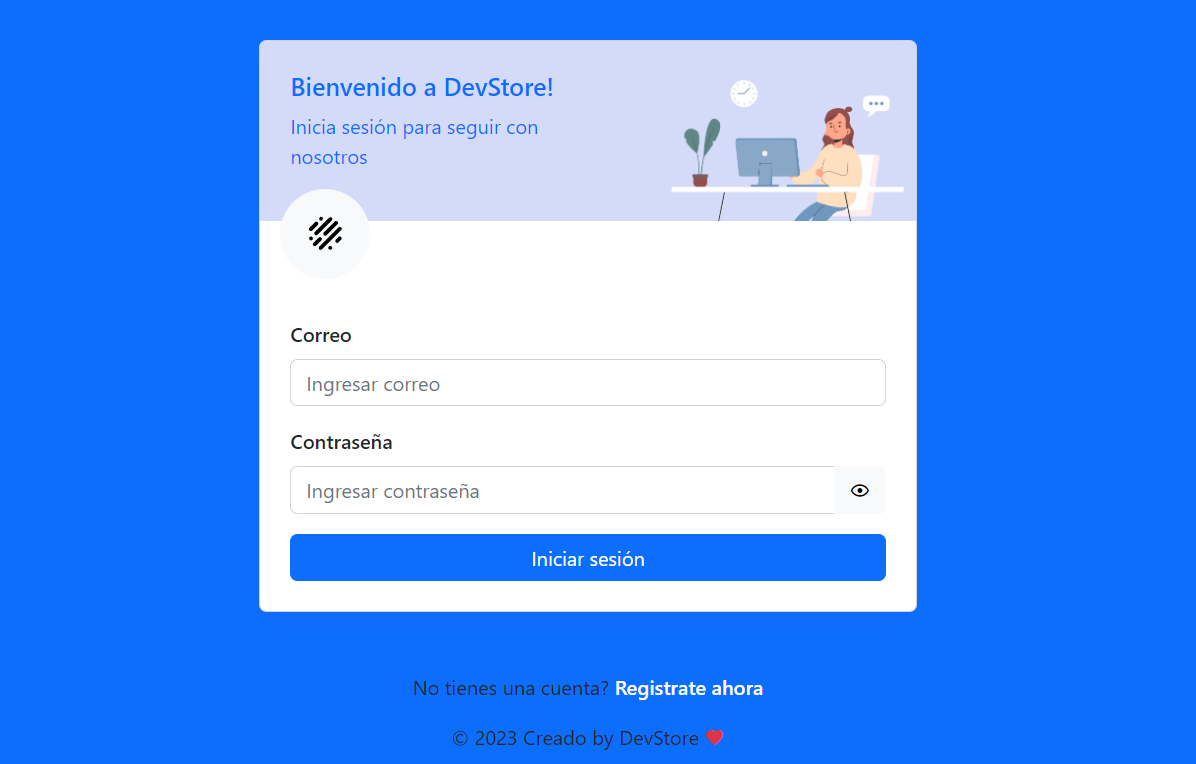 Bienvenido a DevStore!
Inicia sesión para seguir con
nosotros
Correo
Ingresar correo
Contraseña
Ingresar contraseña
Iniciar sesión
No tienes una cuenta? Registrate ahora
© 2023 Creado by DevStore ♥